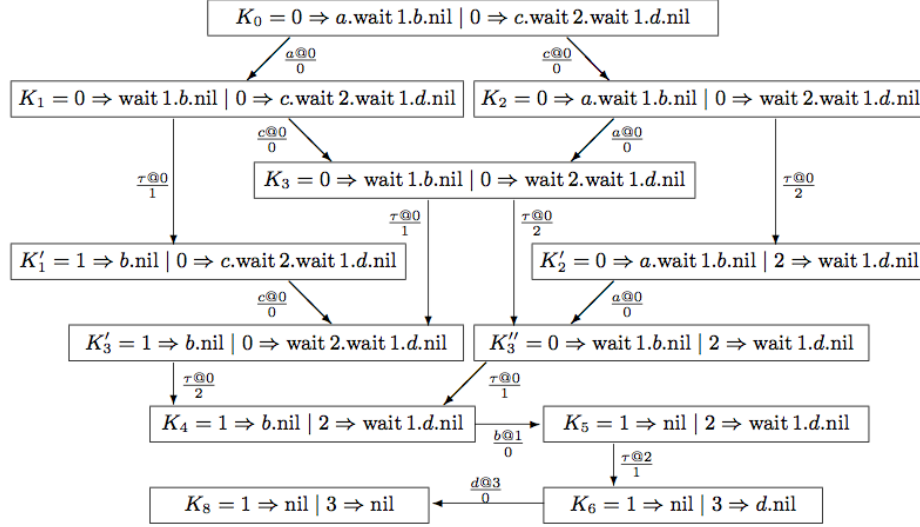 K₀ = 0 ⇒ a.wait 1.b.nil | 0 ⇒ c.wait 2.wait 1.d.nil
a@0/0 c@0/0
K₁ = 0 ⇒ wait 1.b.nil | 0 ⇒ c.wait 2.wait 1.d.nil
K₂ = 0 ⇒ a.wait 1.b.nil | 0 ⇒ wait 2.wait 1.d.nil
c@0/0 a@0/0
K₃ = 0 ⇒ wait 1.b.nil | 0 ⇒ wait 2.wait 1.d.nil
τ@0/1 τ@0/1 τ@0/2 τ@0/2
K₁′ = 1 ⇒ b.nil | 0 ⇒ c.wait 2.wait 1.d.nil
K₂′ = 0 ⇒ a.wait 1.b.nil | 2 ⇒ wait 1.d.nil
c@0/0 a@0/0
K₃′ = 1 ⇒ b.nil | 0 ⇒ wait 2.wait 1.d.nil
K₃″ = 0 ⇒ wait 1.b.nil | 2 ⇒ wait 1.d.nil
τ@0/2 τ@0/1
K₄ = 1 ⇒ b.nil | 2 ⇒ wait 1.d.nil
b@1/0
K₅ = 1 ⇒ nil | 2 ⇒ wait 1.d.nil
τ@2/1
K₈ = 1 ⇒ nil | 3 ⇒ nil
d@3/0
K₆ = 1 ⇒ nil | 3 ⇒ d.nil